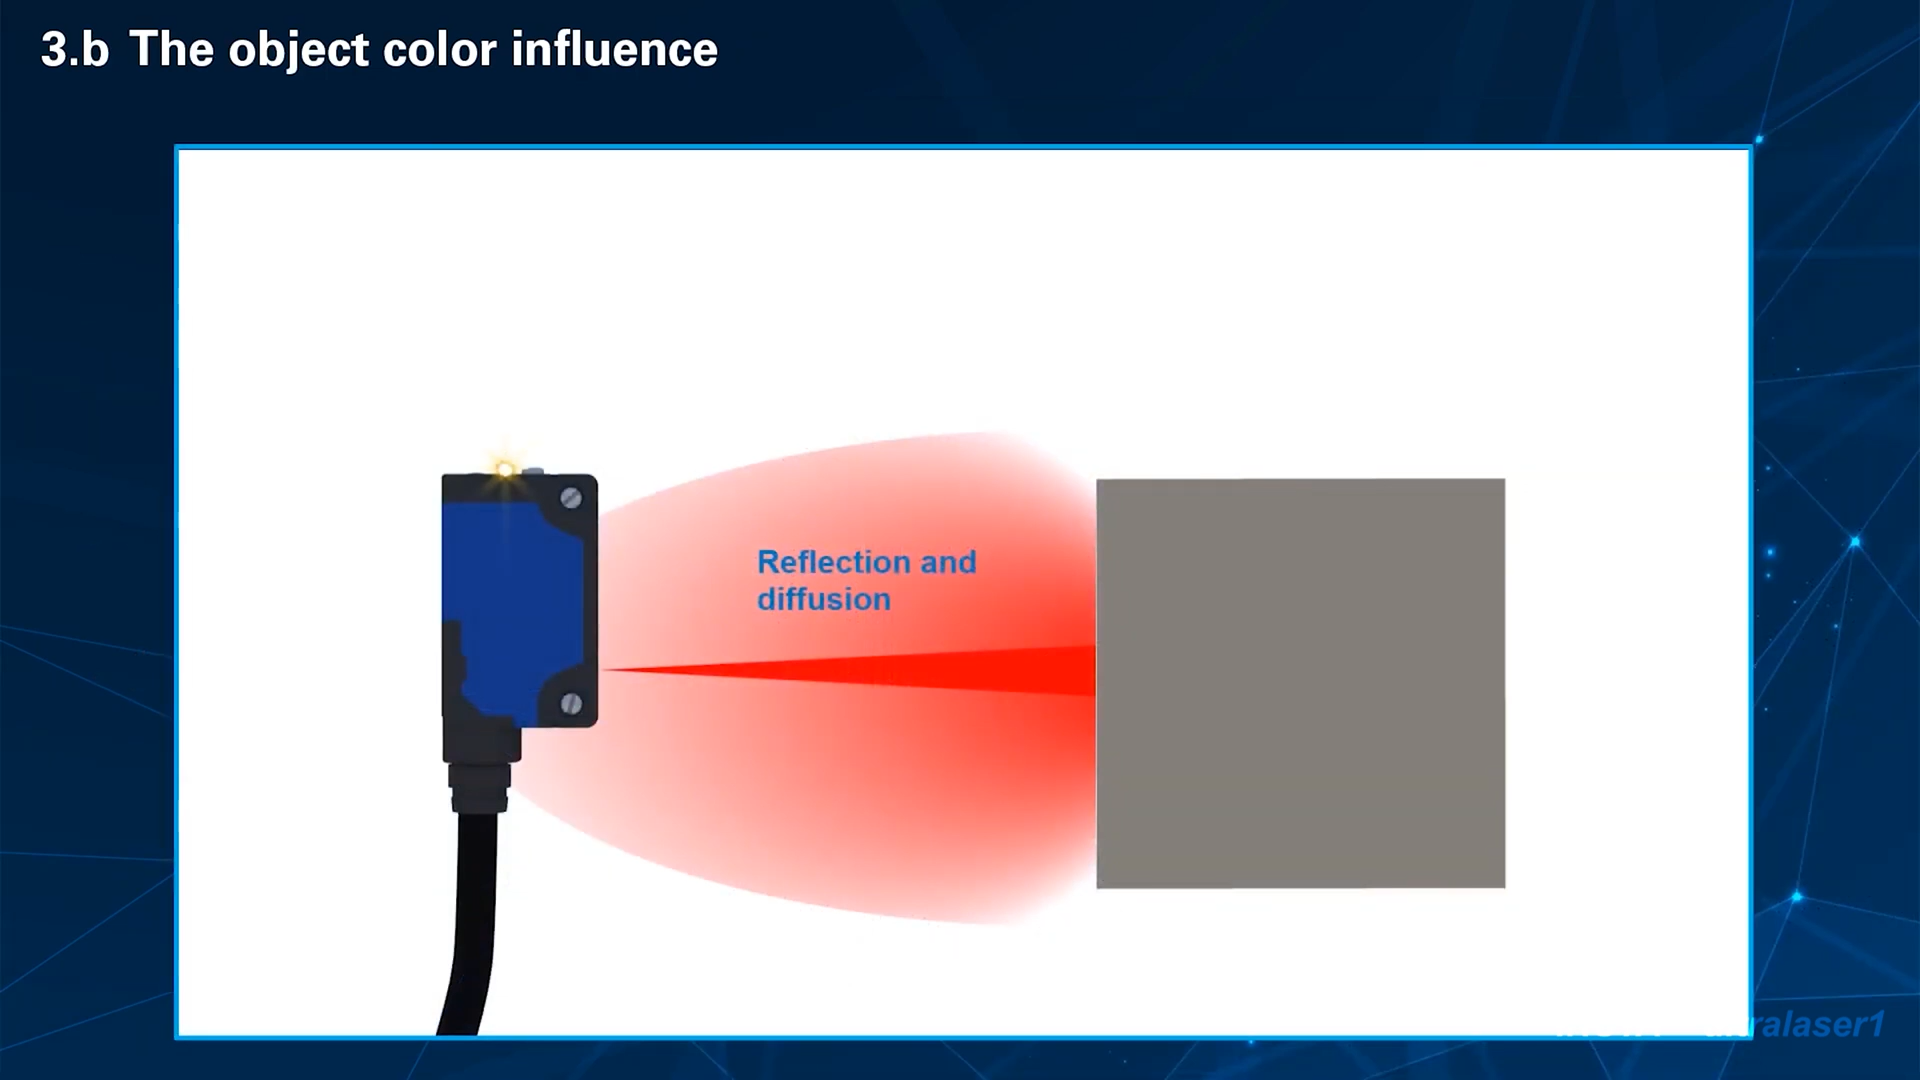 3.b The object color influence
Reflection and
diffusion